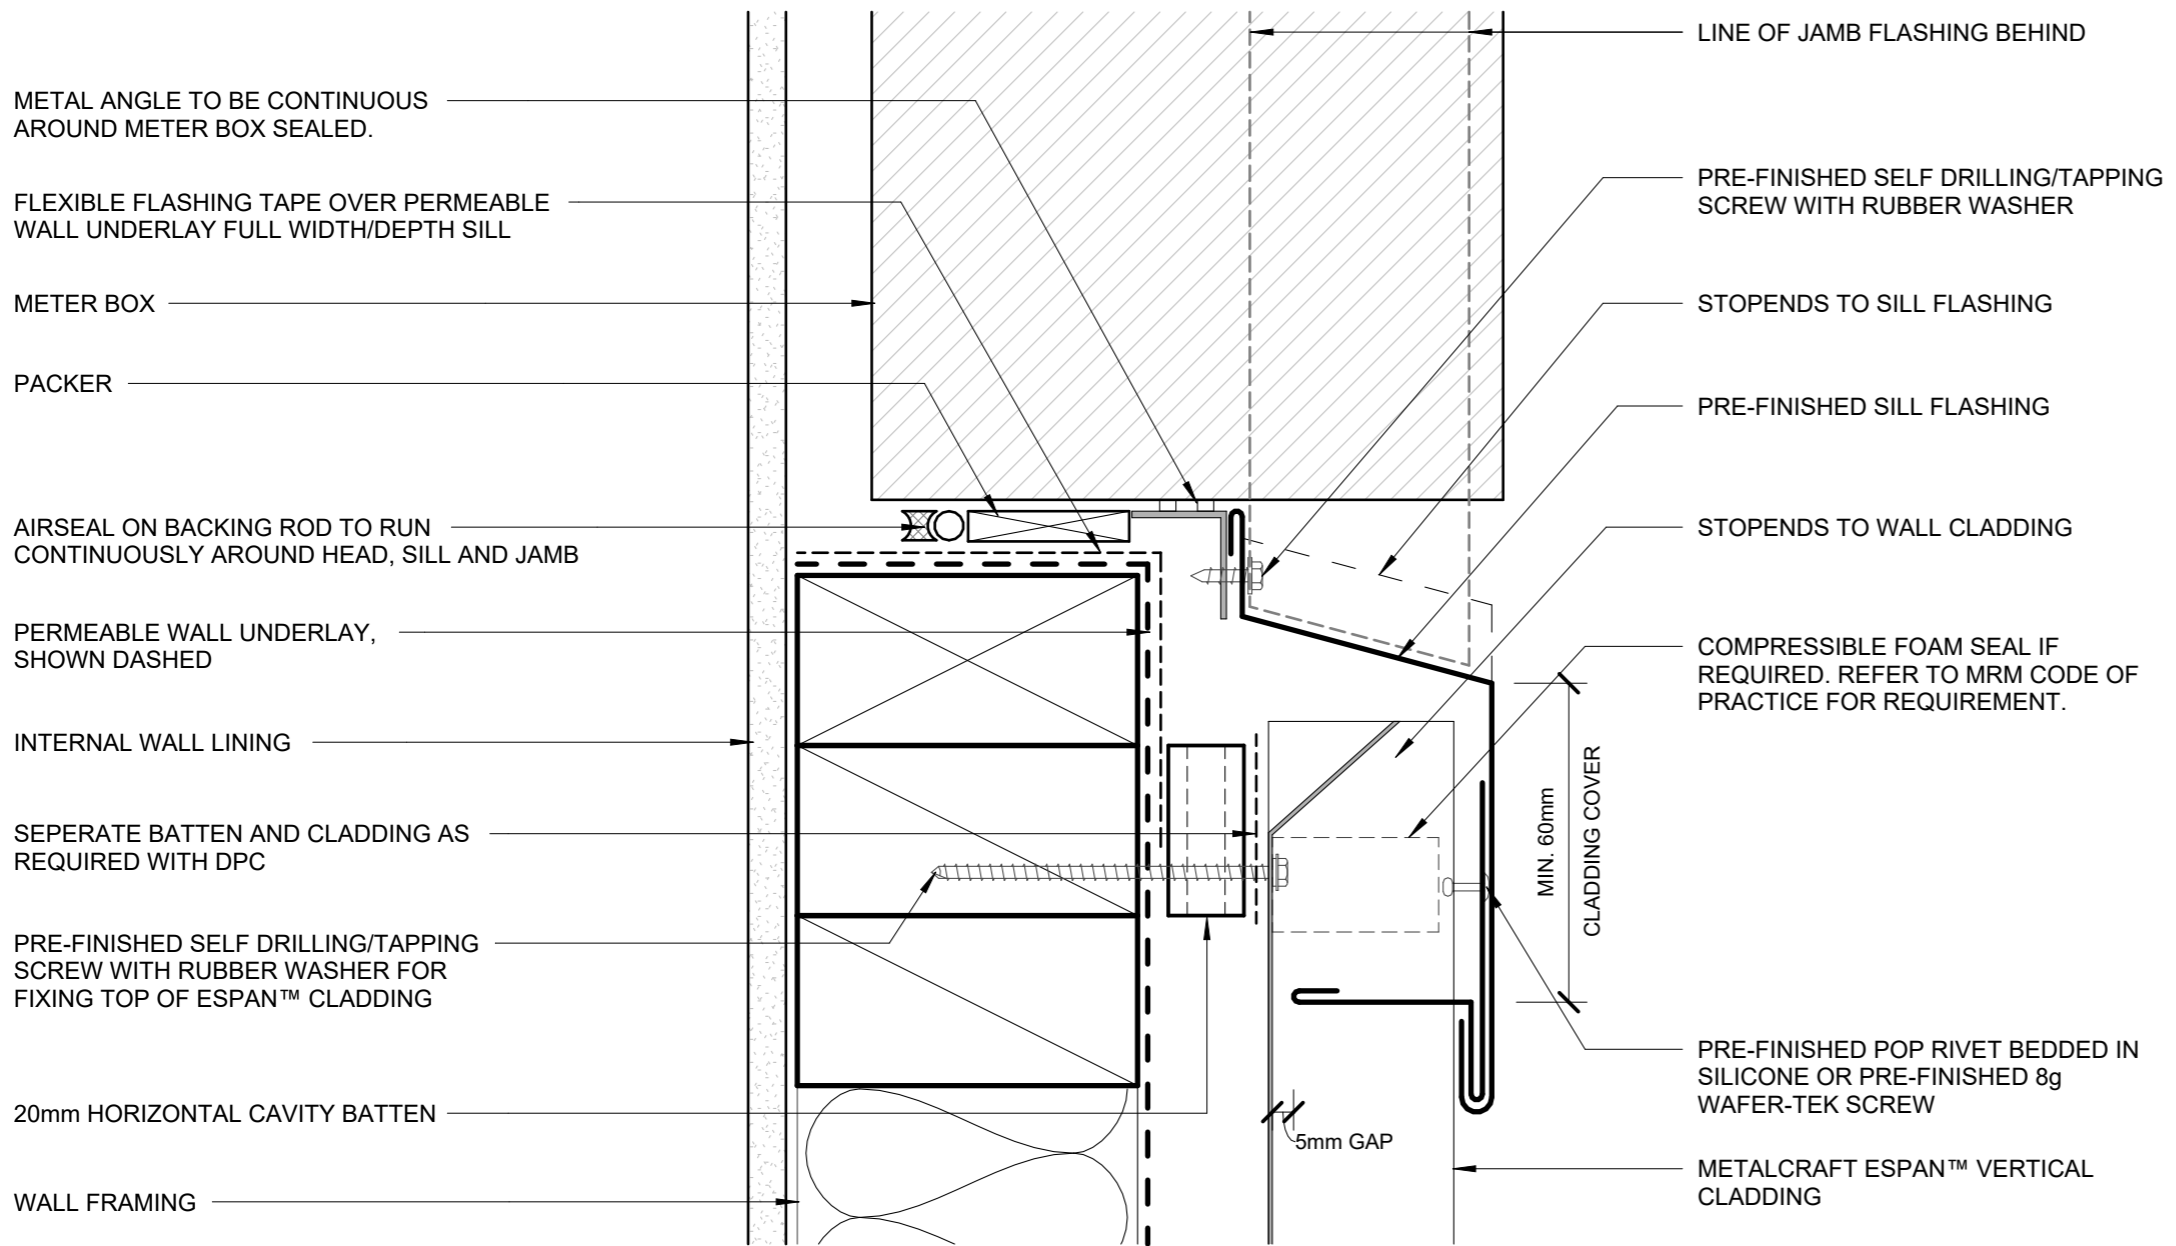 METAL ANGLE TO BE CONTINUOUS
AROUND METER BOX SEALED.
FLEXIBLE FLASHING TAPE OVER PERMEABLE
WALL UNDERLAY FULL WIDTH/DEPTH SILL
METER BOX
PACKER
AIRSEAL ON BACKING ROD TO RUN
CONTINUOUSLY AROUND HEAD, SILL AND JAMB
PERMEABLE WALL UNDERLAY,
SHOWN DASHED
INTERNAL WALL LINING
SEPERATE BATTEN AND CLADDING AS
REQUIRED WITH DPC
PRE-FINISHED SELF DRILLING/TAPPING
SCREW WITH RUBBER WASHER FOR
FIXING TOP OF ESPAN™ CLADDING
20mm HORIZONTAL CAVITY BATTEN
WALL FRAMING
LINE OF JAMB FLASHING BEHIND
PRE-FINISHED SELF DRILLING/TAPPING
SCREW WITH RUBBER WASHER
STOPENDS TO SILL FLASHING
PRE-FINISHED SILL FLASHING
STOPENDS TO WALL CLADDING
COMPRESSIBLE FOAM SEAL IF
REQUIRED. REFER TO MRM CODE OF
PRACTICE FOR REQUIREMENT.
MIN. 60mm
CLADDING COVER
PRE-FINISHED POP RIVET BEDDED IN
SILICONE OR PRE-FINISHED 8g
WAFER-TEK SCREW
5mm GAP
METALCRAFT ESPAN™ VERTICAL
CLADDING